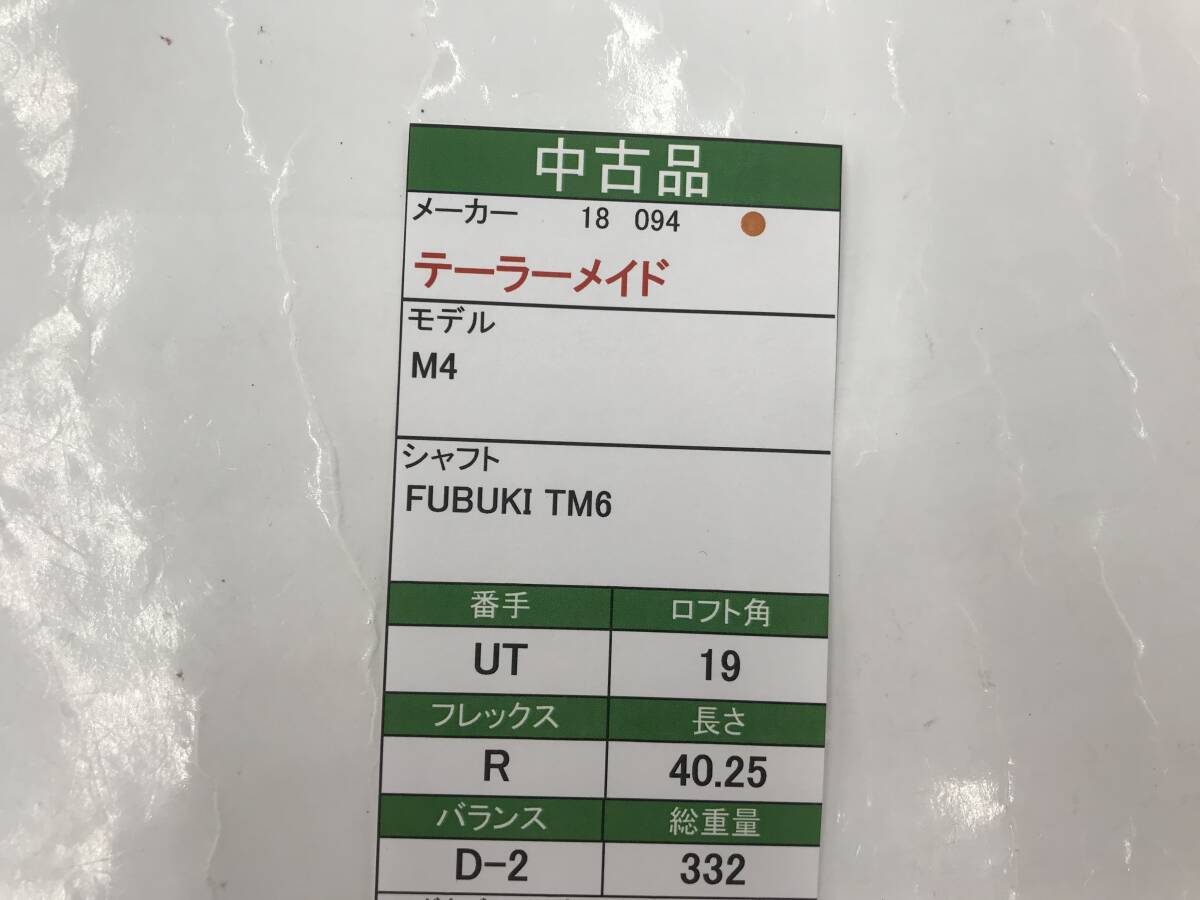 中古品
メーカー 18 094
テーラーメイド
モデル
M4
シャフト
FUBUKI TM6
番手 ロフト角
UT 19
フレックス 長さ
R 40.25
バランス 総重量
D-2 332